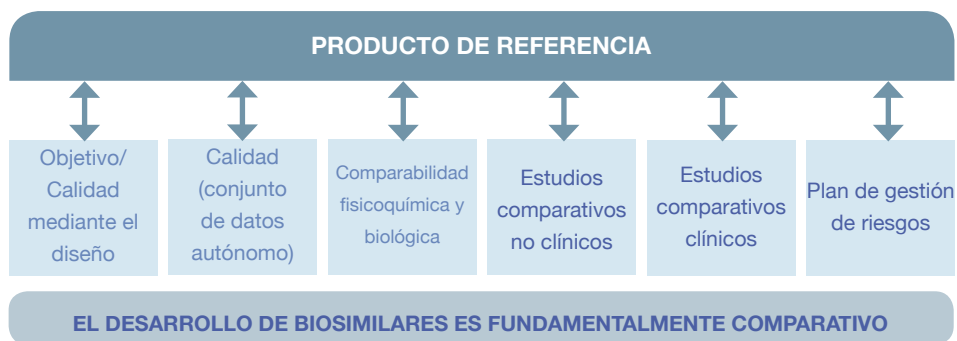 PRODUCTO DE REFERENCIA
Objetivo/
Calidad
mediante el
diseño
Calidad
(conjunto
de datos
autónomo)
Comparabilidad
fisicoquímica y
biológica
Estudios
comparativos
no clínicos
Estudios
comparativos
clínicos
Plan de gestión
de riesgos
EL DESARROLLO DE BIOSIMILARES ES FUNDAMENTALMENTE COMPARATIVO